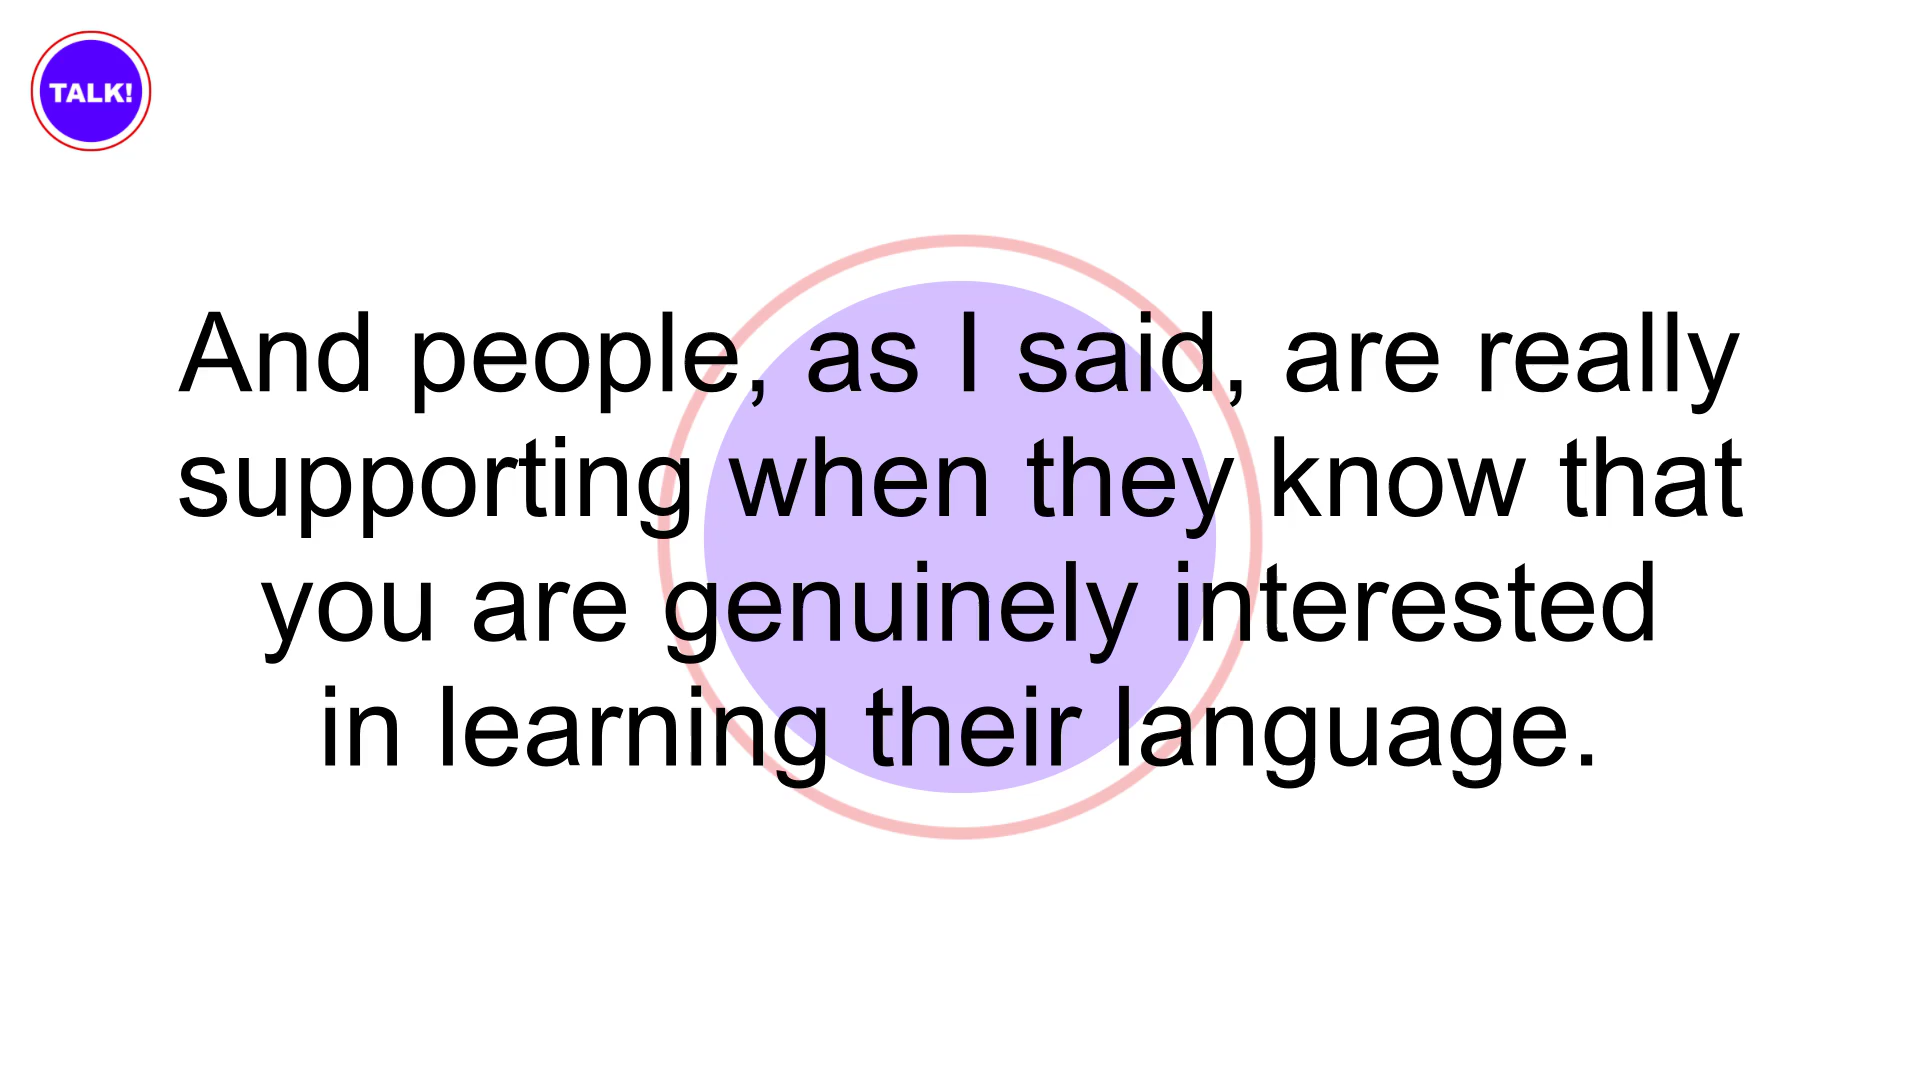 TALK!
And people, as I said, are really
supporting when they know that
you are genuinely interested
in learning their language.